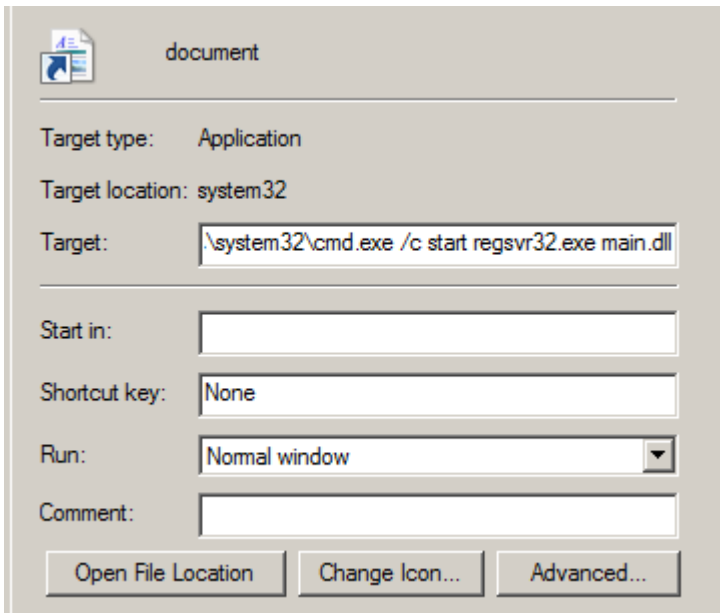 document
Target type: Application
Target location: system32
Target: .\system32\cmd.exe /c start regsvr32.exe main.dll
Start in:
Shortcut key: None
Run: Normal window
Comment:
Open File Location Change Icon... Advanced...